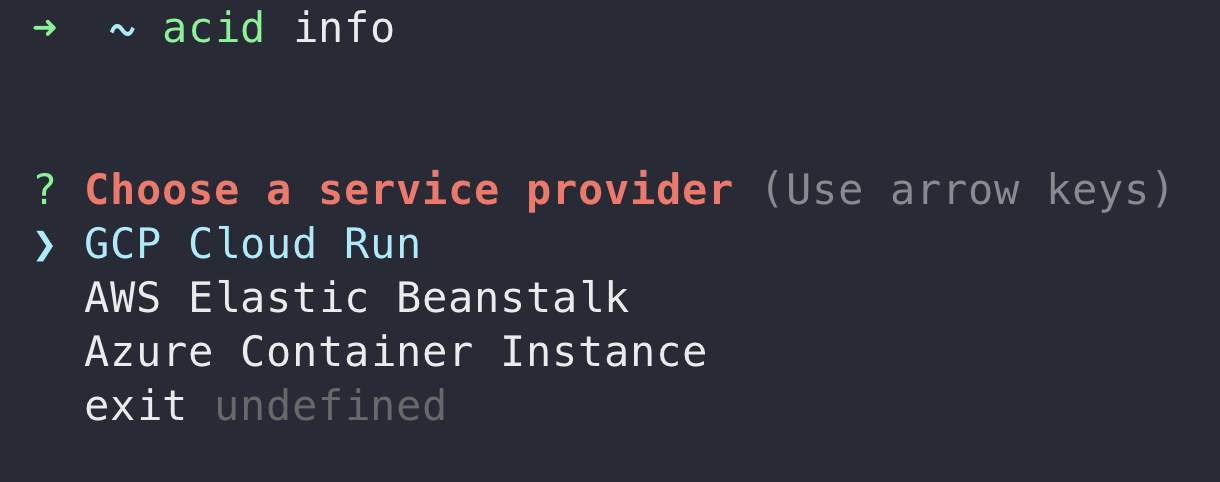 ➜ ~ acid info
? Choose a service provider (Use arrow keys)
❯ GCP Cloud Run
AWS Elastic Beanstalk
Azure Container Instance
exit undefined